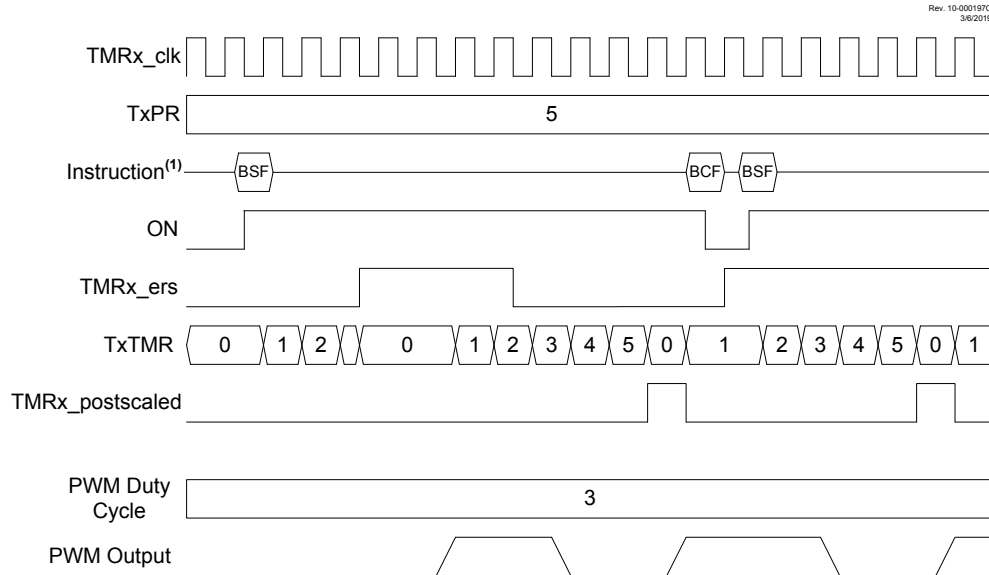 Rev. 10-000197
3/6/2019
TMRx_clk
TxPR 5
Instruction(1) BSF BCF BSF
ON
TMRx_ers
TxTMR 0 1 2 0 1 2 3 4 5 0 1 2 3 4 5 0 1
TMRx_postscaled
PWM Duty
Cycle 3
PWM Output